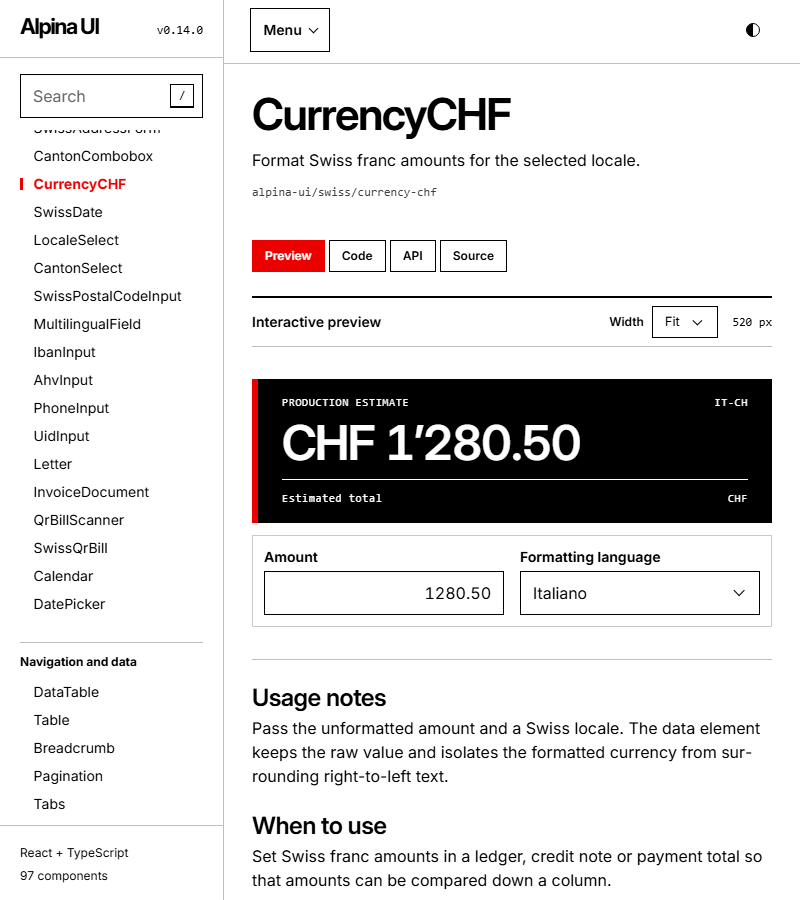 Alpina UI
v0.14.0
Menu
Search
/
SwissAddressForm
CantonCombobox
CurrencyCHF
SwissDate
LocaleSelect
CantonSelect
SwissPostalCodeInput
MultilingualField
IbanInput
AhvInput
PhoneInput
UidInput
Letter
InvoiceDocument
QrBillScanner
SwissQrBill
Calendar
DatePicker
Navigation and data
DataTable
Table
Breadcrumb
Pagination
Tabs
React + TypeScript
97 components
CurrencyCHF
Format Swiss franc amounts for the selected locale.
alpina-ui/swiss/currency-chf
Preview
Code
API
Source
Interactive preview
Width
Fit
520 px
PRODUCTION ESTIMATE
IT-CH
CHF 1’280.50
Estimated total
CHF
Amount
Formatting language
1280.50
Italiano
Usage notes
Pass the unformatted amount and a Swiss locale. The data element
keeps the raw value and isolates the formatted currency from sur-
rounding right-to-left text.
When to use
Set Swiss franc amounts in a ledger, credit note or payment total so
that amounts can be compared down a column.